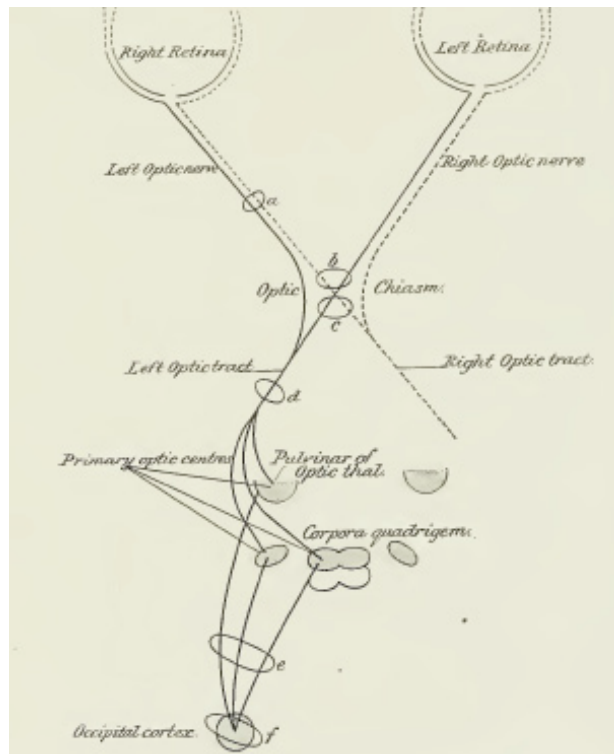 Right Retina
Left Retina
Left Optic nerve
Right Optic nerve
a
b
Optic
Chiasm.
c
Left Optic tract
Right Optic tract.
d
Primary optic centres
Pulvinar of
Optic thal.
Corpora quadrigem.
e
Occipital cortex.
f